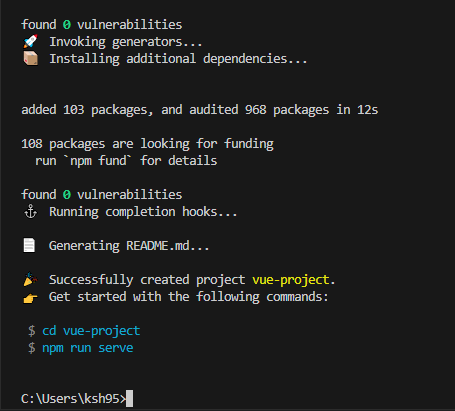 found 0 vulnerabilities
🚀  Invoking generators...
📦  Installing additional dependencies...
added 103 packages, and audited 968 packages in 12s
108 packages are looking for funding
  run `npm fund` for details
found 0 vulnerabilities
⚓  Running completion hooks...
📄  Generating README.md...
🎉  Successfully created project vue-project.
👉  Get started with the following commands:
 $ cd vue-project
 $ npm run serve
C:\Users\ksh95>